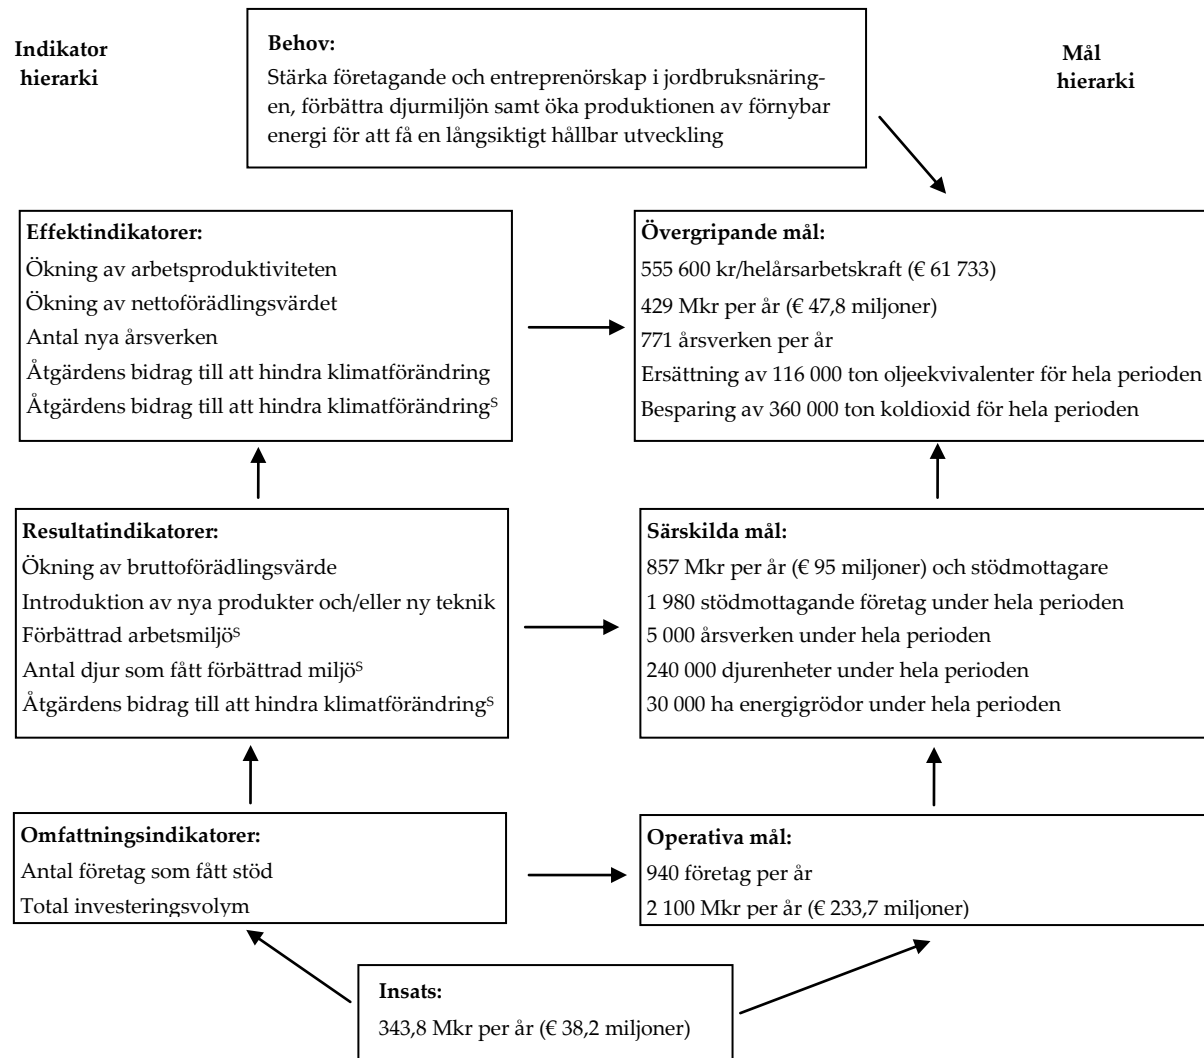 Indikator
hierarki
Behov:
Stärka företagande och entreprenörskap i jordbruksnäring-
en, förbättra djurmiljön samt öka produktionen av förnybar
energi för att få en långsiktigt hållbar utveckling
Mål
hierarki
Effektindikatorer:
Ökning av arbetsproduktiviteten
Ökning av nettoförädlingsvärdet
Antal nya årsverken
Åtgärdens bidrag till att hindra klimatförändring
Åtgärdens bidrag till att hindra klimatförändringˢ
Övergripande mål:
555 600 kr/helårsarbetskraft (€ 61 733)
429 Mkr per år (€ 47,8 miljoner)
771 årsverken per år
Ersättning av 116 000 ton oljeekvivalenter för hela perioden
Besparing av 360 000 ton koldioxid för hela perioden
Resultatindikatorer:
Ökning av bruttoförädlingsvärde
Introduktion av nya produkter och/eller ny teknik
Förbättrad arbetsmiljöˢ
Antal djur som fått förbättrad miljöˢ
Åtgärdens bidrag till att hindra klimatförändringˢ
Särskilda mål:
857 Mkr per år (€ 95 miljoner) och stödmottagare
1 980 stödmottagande företag under hela perioden
5 000 årsverken under hela perioden
240 000 djurenheter under hela perioden
30 000 ha energigrödor under hela perioden
Omfattningsindikatorer:
Antal företag som fått stöd
Total investeringsvolym
Operativa mål:
940 företag per år
2 100 Mkr per år (€ 233,7 miljoner)
Insats:
343,8 Mkr per år (€ 38,2 miljoner)